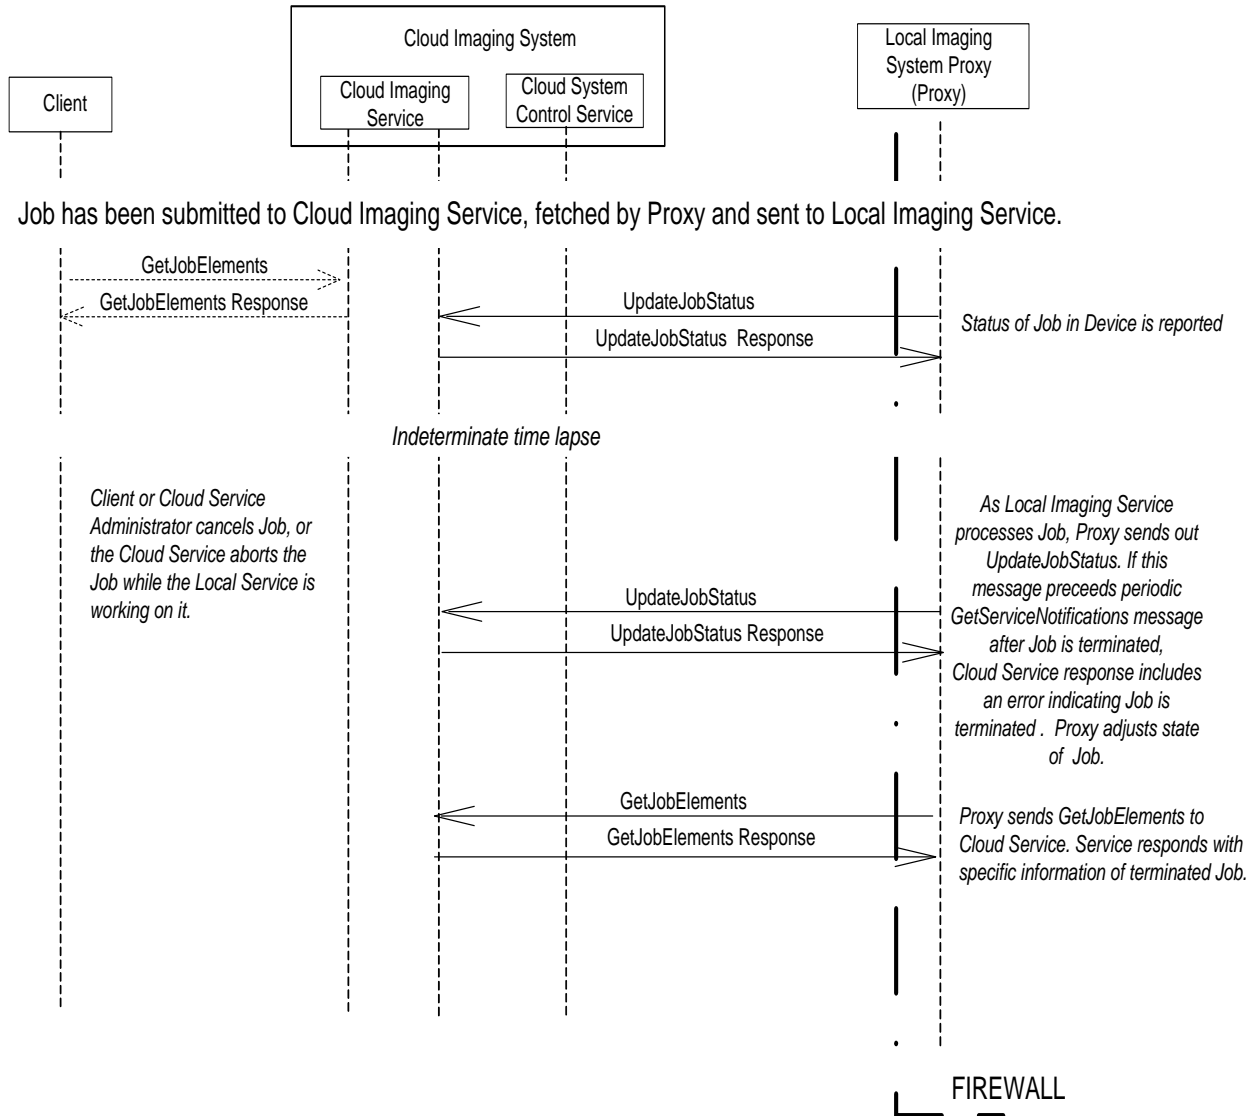 Cloud Imaging System
Local Imaging
System Proxy
(Proxy)
Client
Cloud Imaging
Service
Cloud System
Control Service
Job has been submitted to Cloud Imaging Service, fetched by Proxy and sent to Local Imaging Service.
GetJobElements
GetJobElements Response
UpdateJobStatus
UpdateJobStatus Response
Status of Job in Device is reported
Indeterminate time lapse
Client or Cloud Service
Administrator cancels Job, or
the Cloud Service aborts the
Job while the Local Service is
working on it.
As Local Imaging Service
processes Job, Proxy sends out
UpdateJobStatus. If this
message preceeds periodic
GetServiceNotifications message
after Job is terminated,
Cloud Service response includes
an error indicating Job is
terminated . Proxy adjusts state
of Job.
UpdateJobStatus
UpdateJobStatus Response
GetJobElements
GetJobElements Response
Proxy sends GetJobElements to
Cloud Service. Service responds with
specific information of terminated Job.
FIREWALL